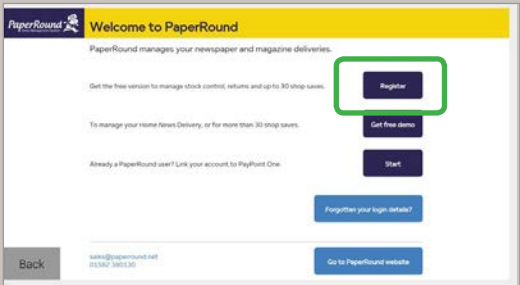 PaperRound
Welcome to PaperRound
PaperRound manages your newspaper and magazine deliveries.
Get the free version to manage stock control, returns and up to 30 shop saves.
Register
To manage your Home News Delivery, or for more than 30 shop saves.
Get free demo
Already a PaperRound user? Link your account to PayPoint One.
Start
Forgotten your login details?
Back
sales@paperround.net
01582 380130
Go to PaperRound website